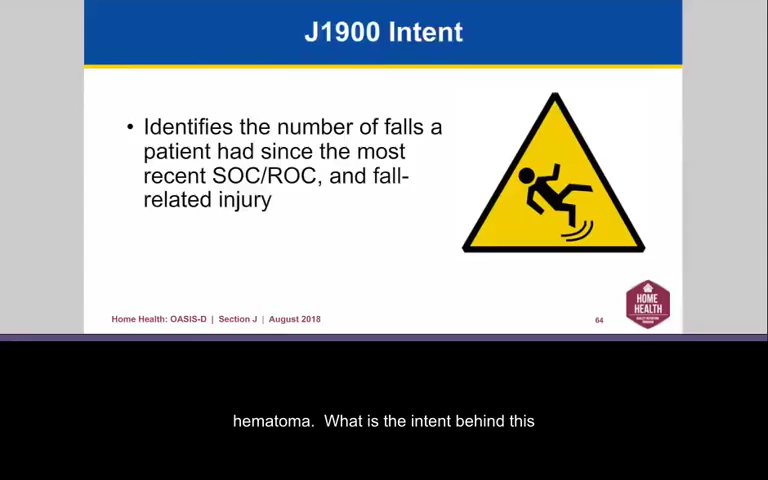 J1900 Intent
• Identifies the number of falls a
patient had since the most
recent SOC/ROC, and fall-
related injury
Home Health: OASIS-D | Section J | August 2018
64
HOME
HEALTH
hematoma.  What is the intent behind this